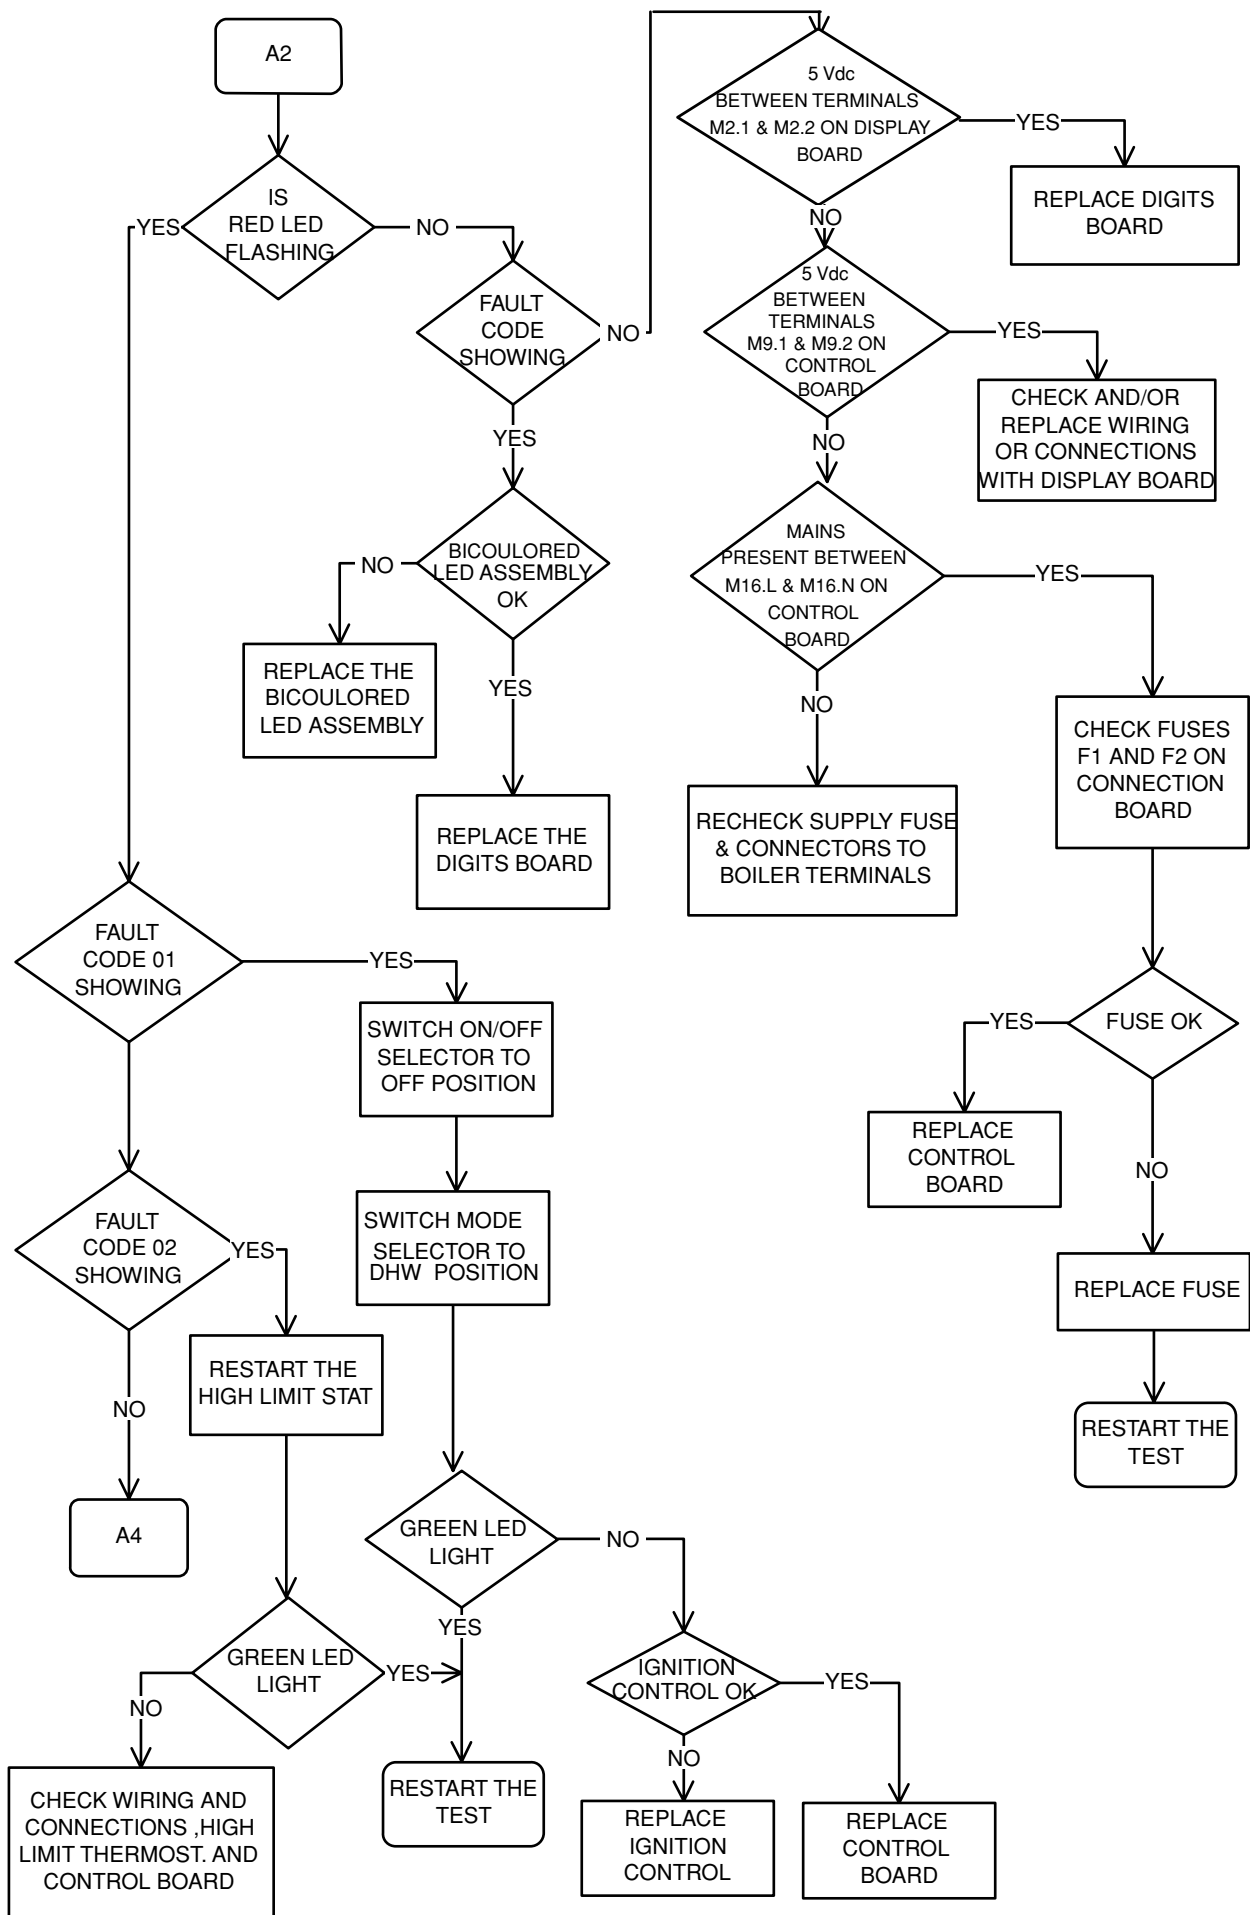 A2
IS
RED LED
FLASHING
YES
NO
FAULT
CODE
SHOWING
NO
YES
BICOULORED
LED ASSEMBLY
OK
NO
REPLACE THE
BICOULORED
LED ASSEMBLY
YES
REPLACE THE
DIGITS BOARD
5 Vdc
BETWEEN TERMINALS
M2.1 & M2.2 ON DISPLAY
BOARD
YES
REPLACE DIGITS
BOARD
NO
5 Vdc
BETWEEN
TERMINALS
M9.1 & M9.2 ON
CONTROL
BOARD
YES
CHECK AND/OR
REPLACE WIRING
OR CONNECTIONS
WITH DISPLAY BOARD
NO
MAINS
PRESENT BETWEEN
M16.L & M16.N ON
CONTROL
BOARD
YES
NO
RECHECK SUPPLY FUSE
& CONNECTORS TO
BOILER TERMINALS
CHECK FUSES
F1 AND F2 ON
CONNECTION
BOARD
FUSE OK
YES
REPLACE
CONTROL
BOARD
NO
REPLACE FUSE
RESTART THE
TEST
FAULT
CODE 01
SHOWING
YES
SWITCH ON/OFF
SELECTOR TO
OFF POSITION
SWITCH MODE
SELECTOR TO
DHW POSITION
FAULT
CODE 02
SHOWING
YES
RESTART THE
HIGH LIMIT STAT
NO
A4
GREEN LED
LIGHT
NO
YES
GREEN LED
LIGHT
YES
NO
CHECK WIRING AND
CONNECTIONS ,HIGH
LIMIT THERMOST. AND
CONTROL BOARD
RESTART THE
TEST
IGNITION
CONTROL OK
YES
NO
REPLACE
IGNITION
CONTROL
REPLACE
CONTROL
BOARD